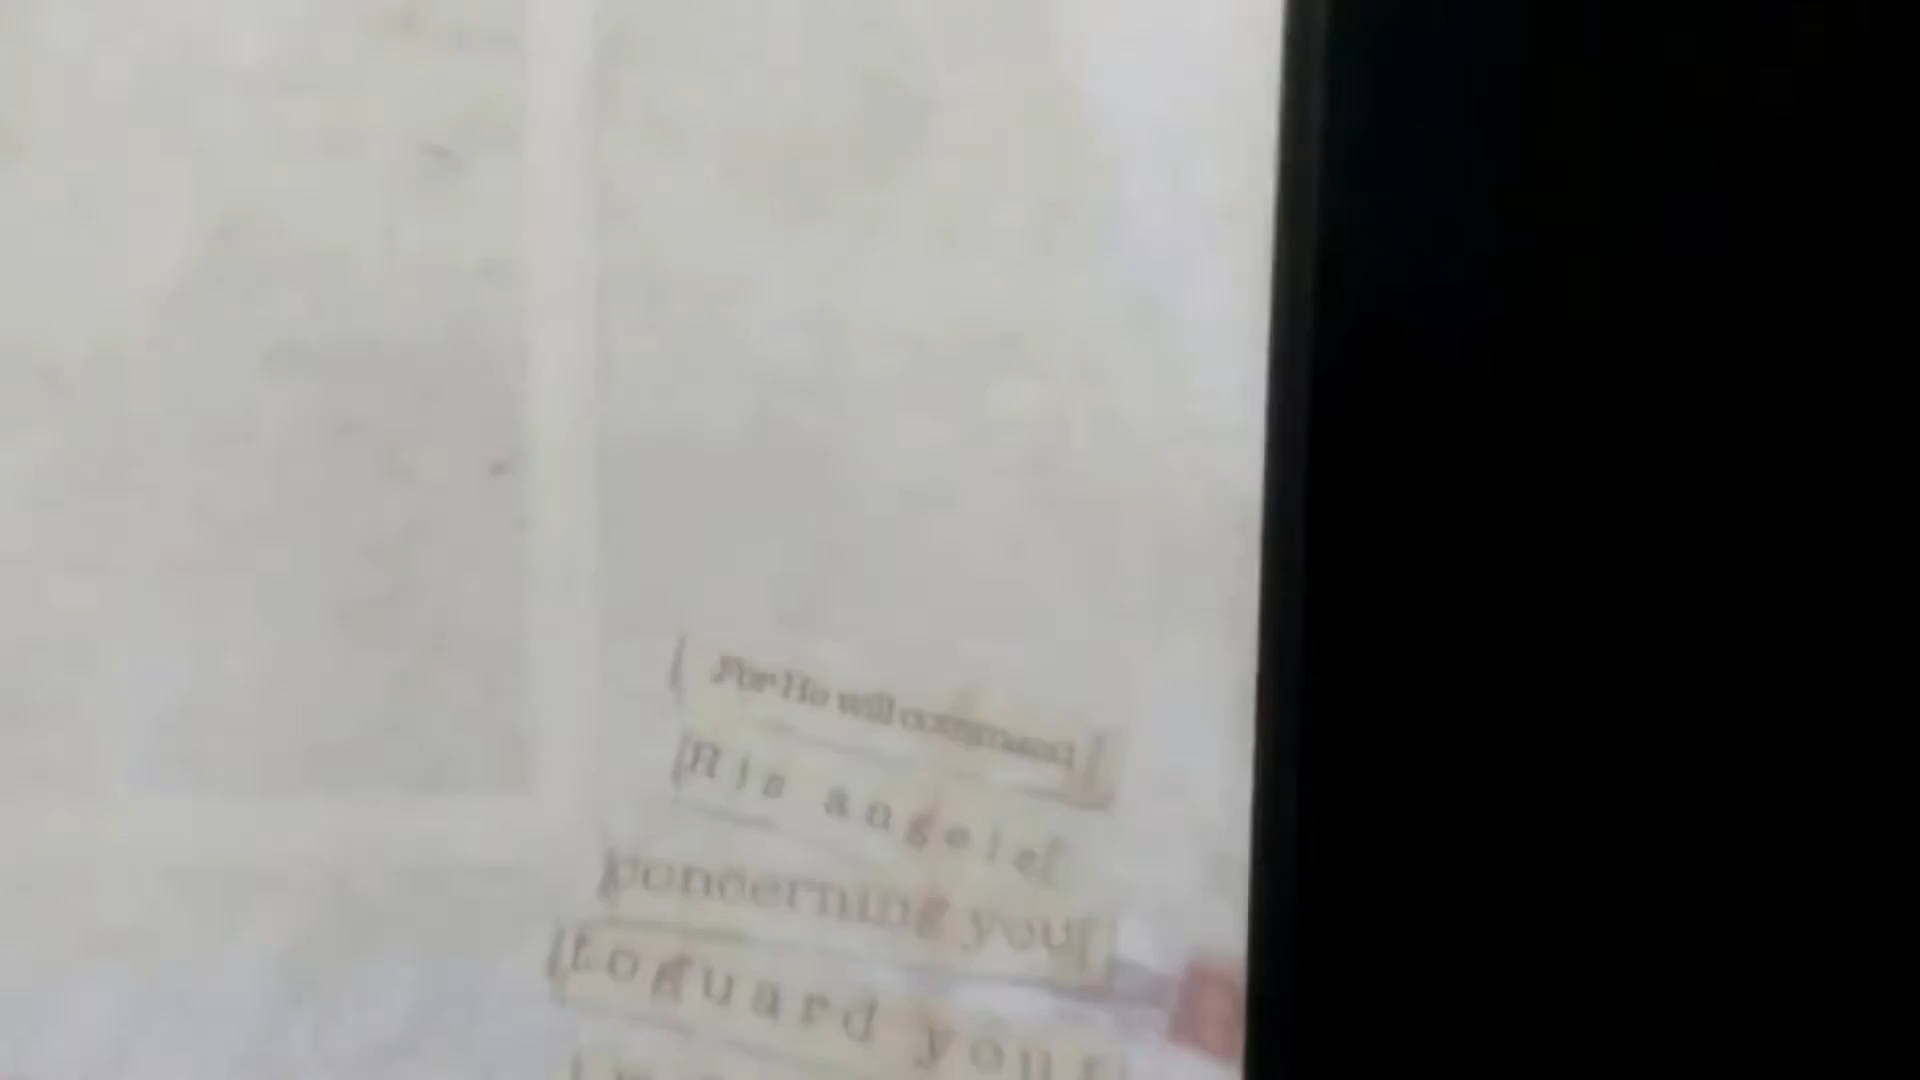 For He will command
His angels
concerning you
to guard you